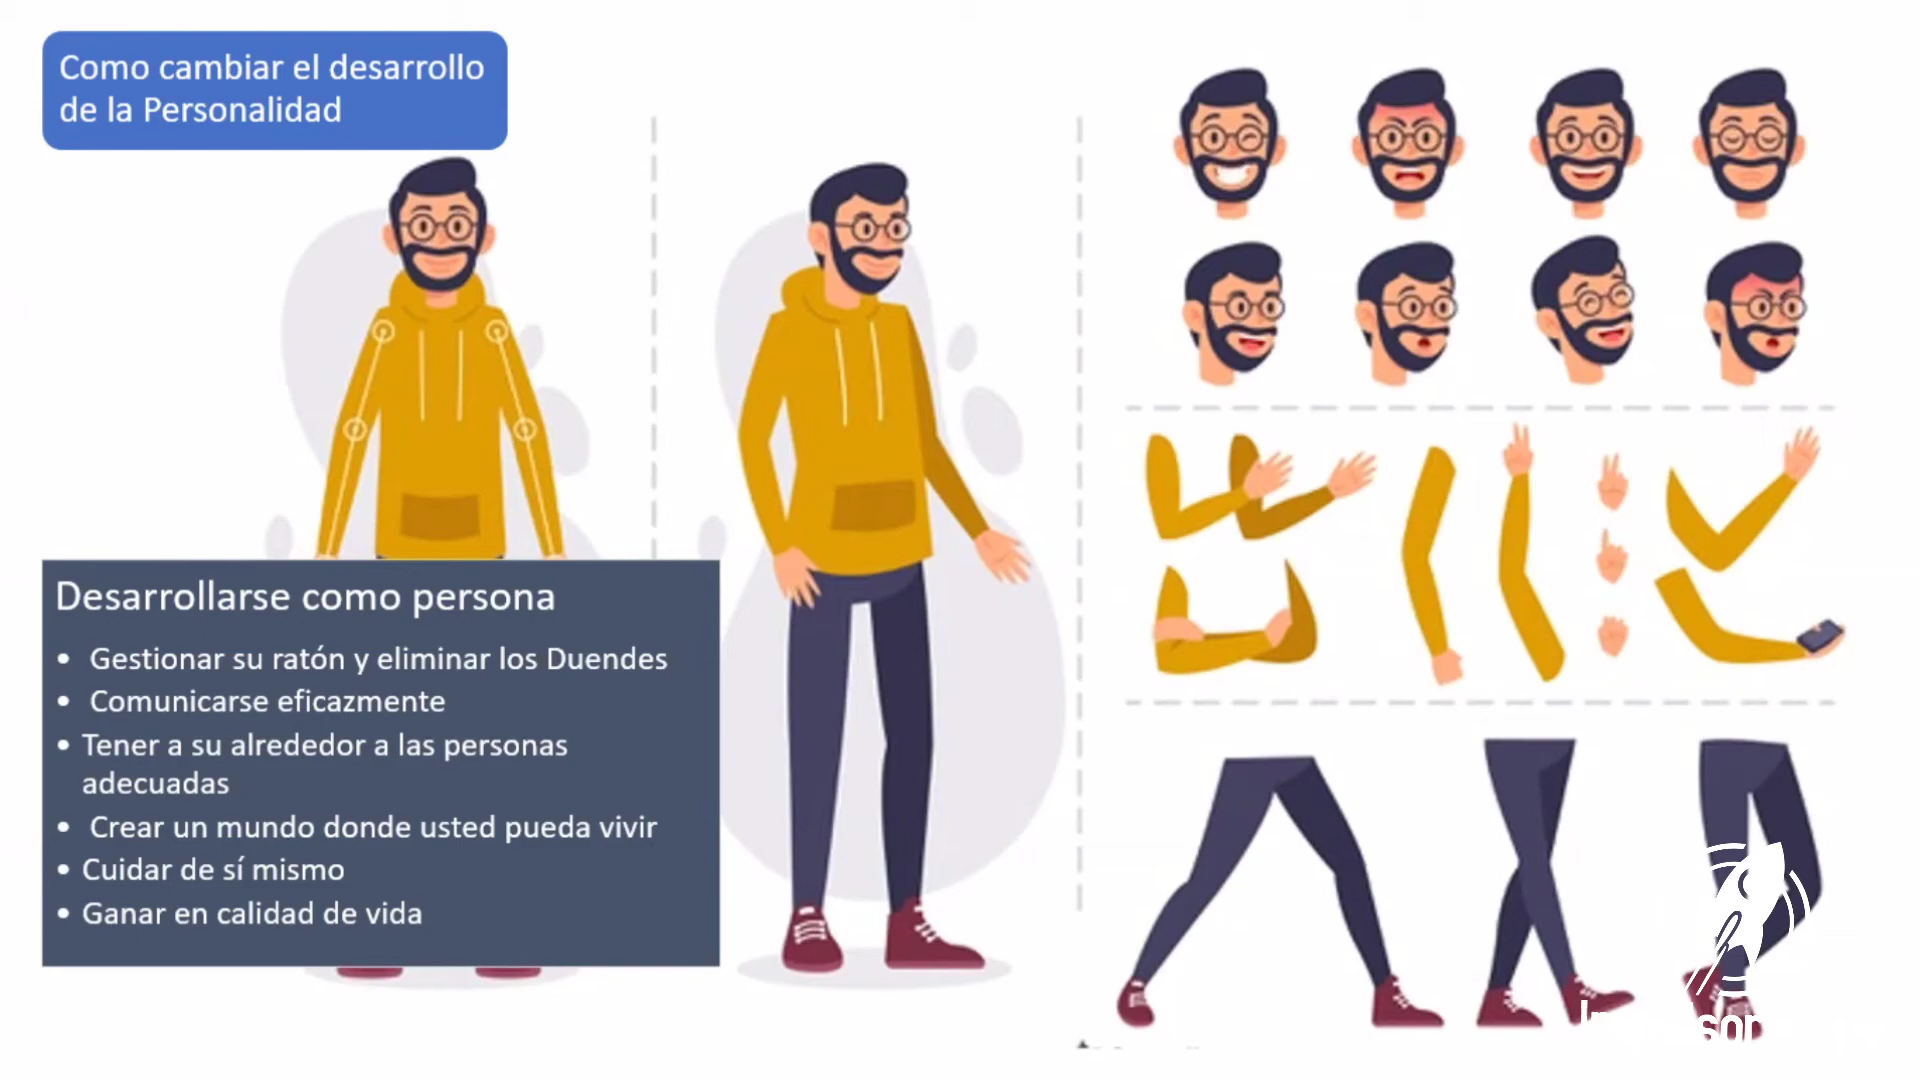 Como cambiar el desarrollo
de la Personalidad
Desarrollarse como persona
• Gestionar su ratón y eliminar los Duendes
• Comunicarse eficazmente
• Tener a su alrededor a las personas
adecuadas
• Crear un mundo donde usted pueda vivir
• Cuidar de sí mismo
• Ganar en calidad de vida